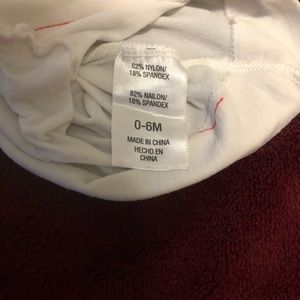 82% NYLON/
18% SPANDEX
82% NAILON/
18% SPANDEX
0-6M
MADE IN CHINA
HECHO EN
CHINA